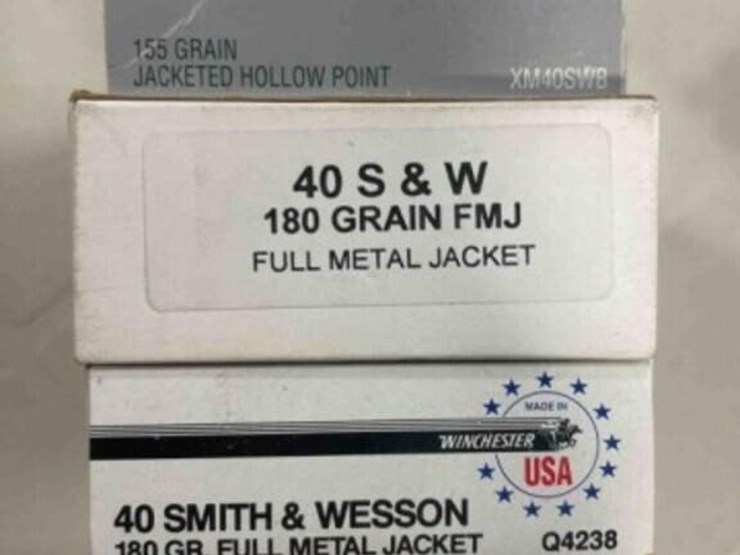 155 GRAIN
JACKETED HOLLOW POINT XM40SWB
40 S & W
180 GRAIN FMJ
FULL METAL JACKET
MADE IN
WINCHESTER
USA
40 SMITH & WESSON
180 GR. FULL METAL JACKET Q4238